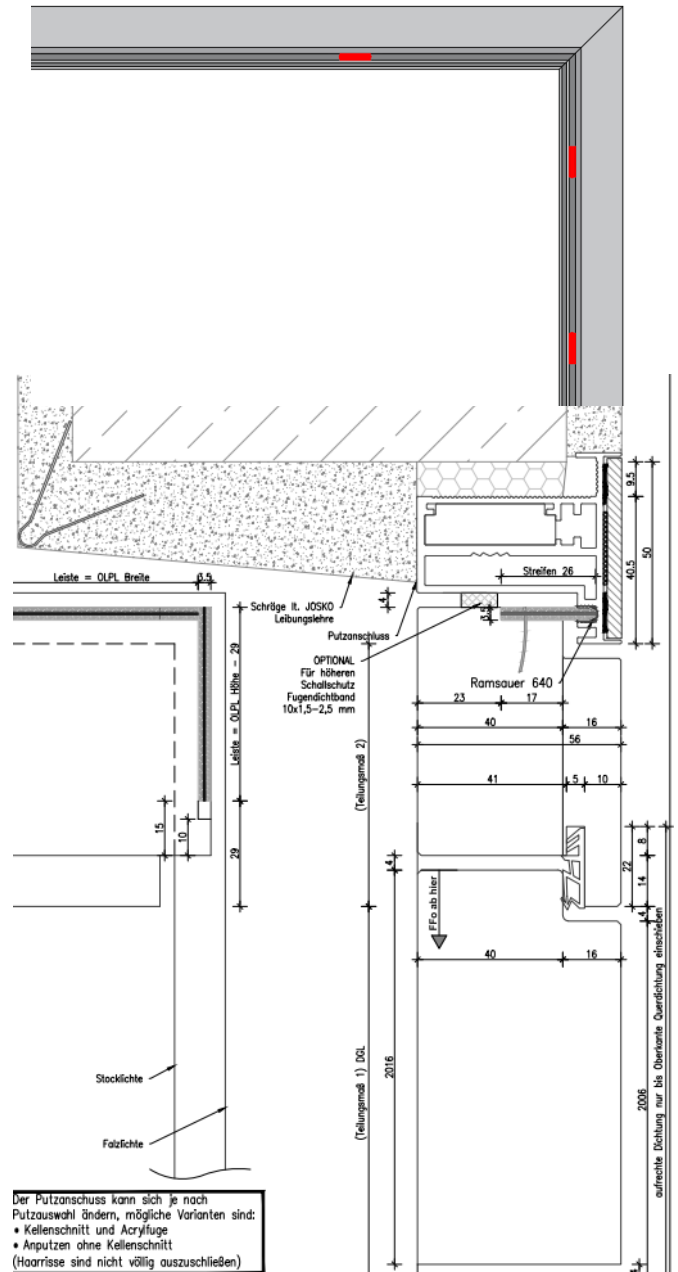 9.5
50
40.5
Streifen 26
Leiste = OLPL Breite
3.5
Schräge lt. JOSKO
Leibungslehre
4
3.5
Putzanschluss
OPTIONAL
Für höheren
Schallschutz
Fugendichtband
10x1,5-2,5 mm
Ramsauer 640
Leiste = OLPL Höhe - 29
23
17
40
16
56
(Teilungsmaß 2)
41
5
10
15
10
29
8
22
14
4
4
FFo ab hier
40
16
aufrechte Dichtung nur bis Oberkante Querdichtung einschieben
Stocklichte
(Teilungsmaß 1) DGL
2016
2006
Falzlichte
Der Putzanschuss kann sich je nach
Putzauswahl ändern, mögliche Varianten sind:
• Kellenschnitt und Acrylfuge
• Anputzen ohne Kellenschnitt
(Haarrisse sind nicht völlig auszuschließen)